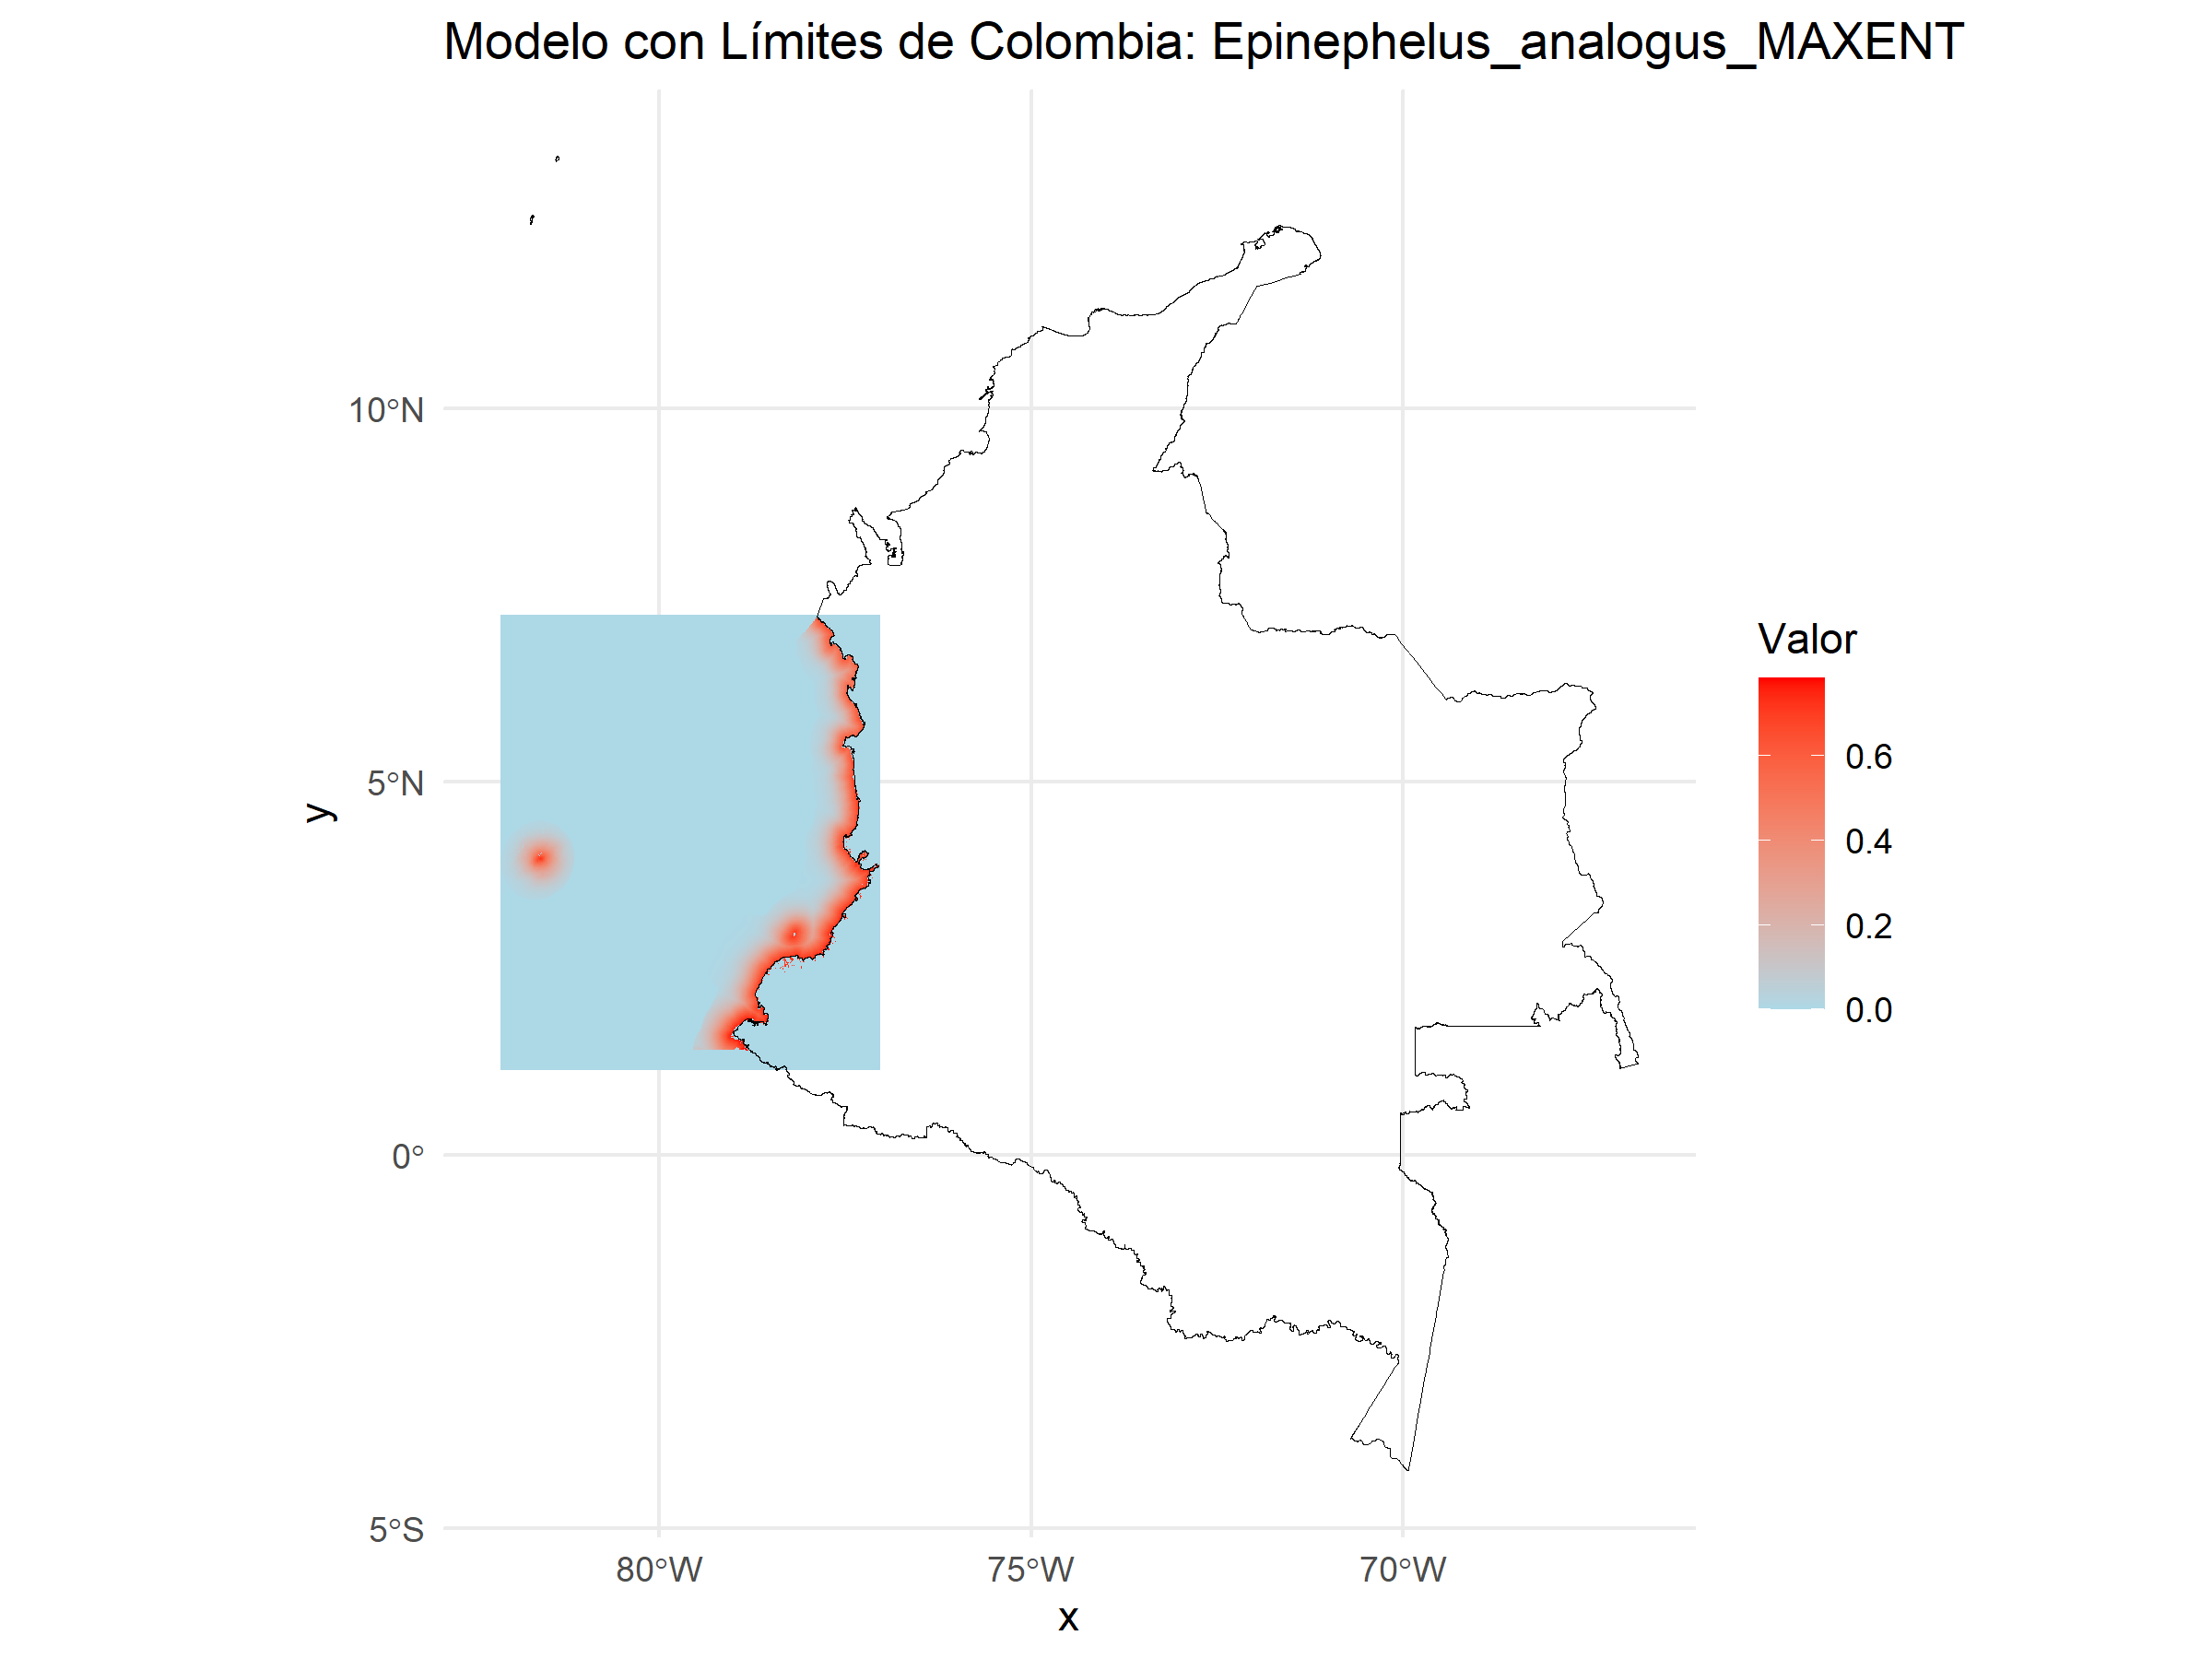 Modelo con Límites de Colombia: Epinephelus_analogus_MAXENT
10°N
5°N
0°
5°S
y
80°W
75°W
70°W
x
Valor
0.6
0.4
0.2
0.0